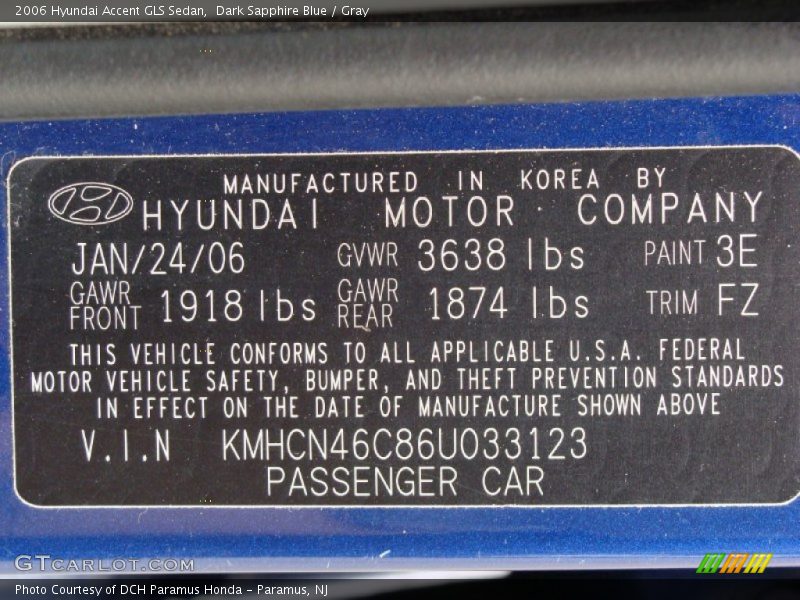 2006 Hyundai Accent GLS Sedan,  Dark Sapphire Blue / Gray
MANUFACTURED IN KOREA BY
HYUNDAI MOTOR COMPANY
JAN/24/06 GVWR 3638 lbs PAINT 3E
GAWR FRONT 1918 lbs GAWR REAR 1874 lbs TRIM FZ
THIS VEHICLE CONFORMS TO ALL APPLICABLE U.S.A. FEDERAL
MOTOR VEHICLE SAFETY, BUMPER, AND THEFT PREVENTION STANDARDS
IN EFFECT ON THE DATE OF MANUFACTURE SHOWN ABOVE
V.I.N KMHCN46C86U033123
PASSENGER CAR
GTCARLOT.COM
Photo Courtesy of DCH Paramus Honda - Paramus, NJ